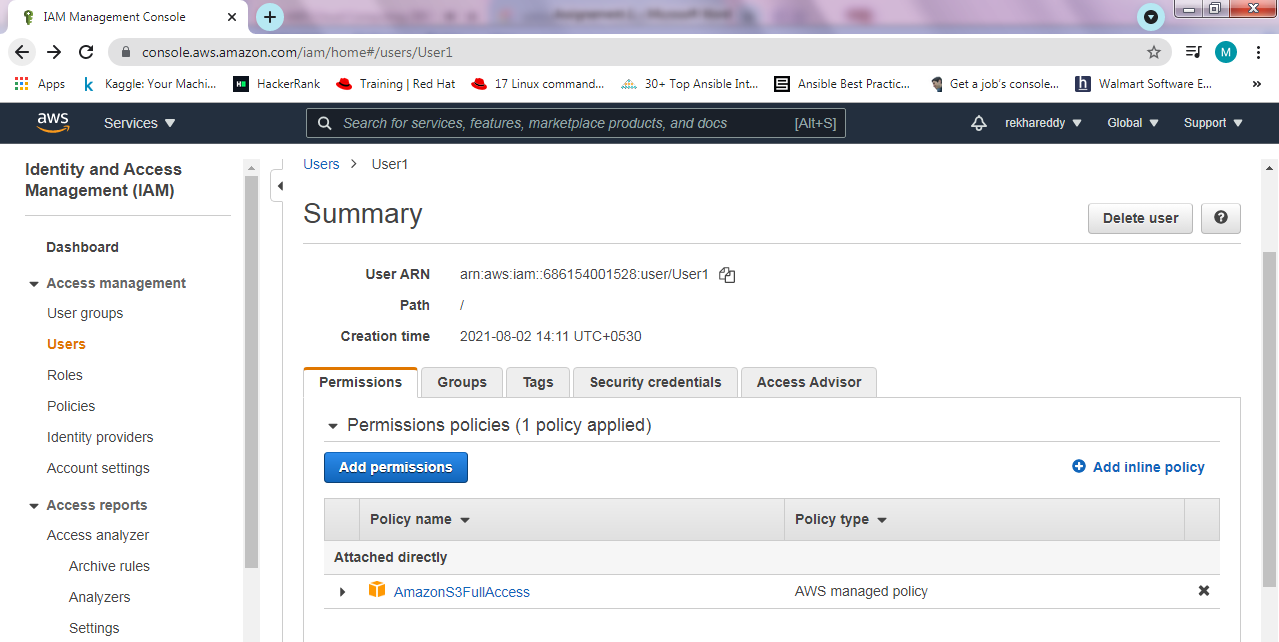 IAM Management Console
console.aws.amazon.com/iam/home#/users/User1
M
Apps
Kaggle: Your Machi...
HackerRank
Training | Red Hat
17 Linux command...
30+ Top Ansible Int...
Ansible Best Practic...
Get a job's console...
Walmart Software E...
»
aws
Services
Search for services, features, marketplace products, and docs
[Alt+S]
rekhareddy
Global
Support
Identity and Access
Management (IAM)
Dashboard
Access management
User groups
Users
Roles
Policies
Identity providers
Account settings
Access reports
Access analyzer
Archive rules
Analyzers
Settings
Users > User1
Summary
Delete user
?
User ARN arn:aws:iam::686154001528:user/User1
Path /
Creation time 2021-08-02 14:11 UTC+0530
Permissions
Groups
Tags
Security credentials
Access Advisor
Permissions policies (1 policy applied)
Add permissions
Add inline policy
Policy name
Policy type
Attached directly
AmazonS3FullAccess
AWS managed policy